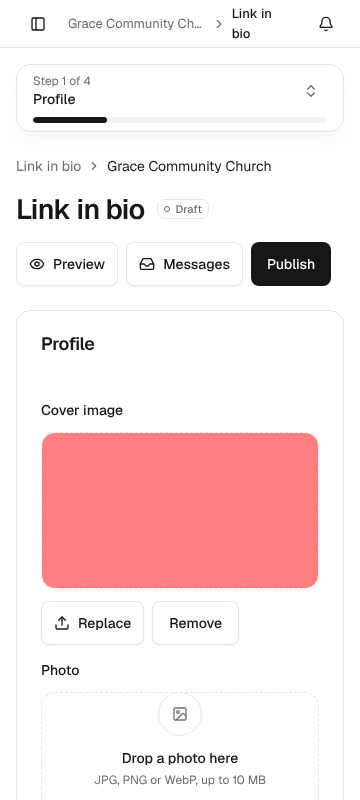 Grace Community Ch...
Link in
bio
Step 1 of 4
Profile
Link in bio > Grace Community Church
Link in bio
Draft
Preview
Messages
Publish
Profile
Cover image
Replace
Remove
Photo
Drop a photo here
JPG, PNG or WebP, up to 10 MB